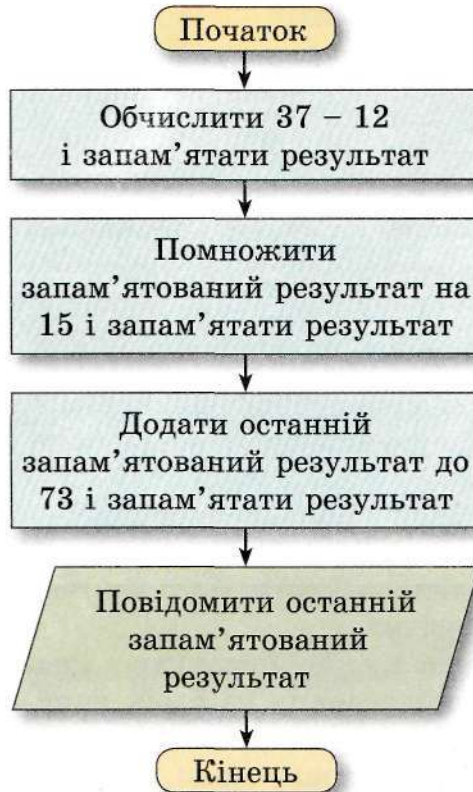 Початок
Обчислити 37 – 12
і запам’ятати результат
Помножити
запам’ятований результат на
15 і запам’ятати результат
Додати останній
запам’ятований результат до
73 і запам’ятати результат
Повідомити останній
запам’ятований
результат
Кінець